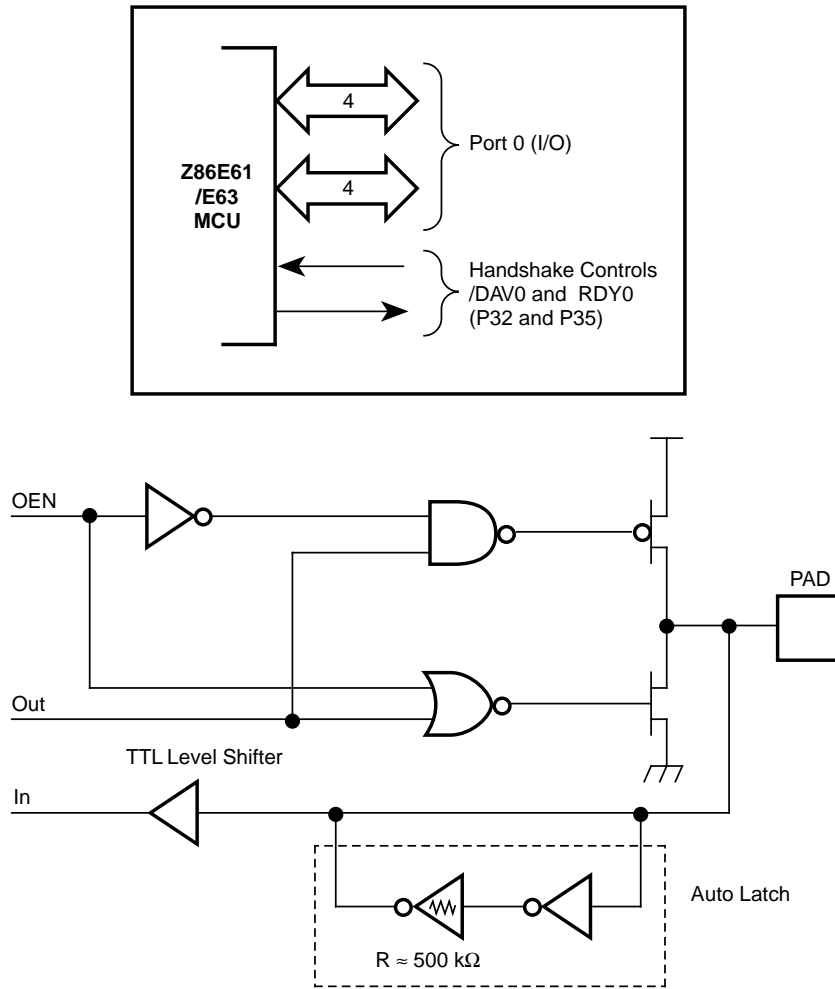 4
Port 0 (I/O)
Z86E61
/E63
MCU
4
Handshake Controls
/DAV0 and RDY0
(P32 and P35)
OEN
PAD
Out
TTL Level Shifter
In
Auto Latch
R ≈ 500 kΩ